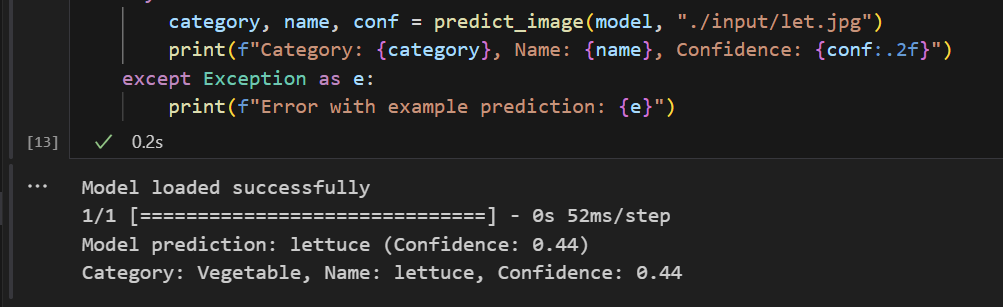 category, name, conf = predict_image(model, "./input/let.jpg")
print(f"Category: {category}, Name: {name}, Confidence: {conf:.2f}")
except Exception as e:
print(f"Error with example prediction: {e}")
[13] ✓ 0.2s
... Model loaded successfully
1/1 [==============================] - 0s 52ms/step
Model prediction: lettuce (Confidence: 0.44)
Category: Vegetable, Name: lettuce, Confidence: 0.44